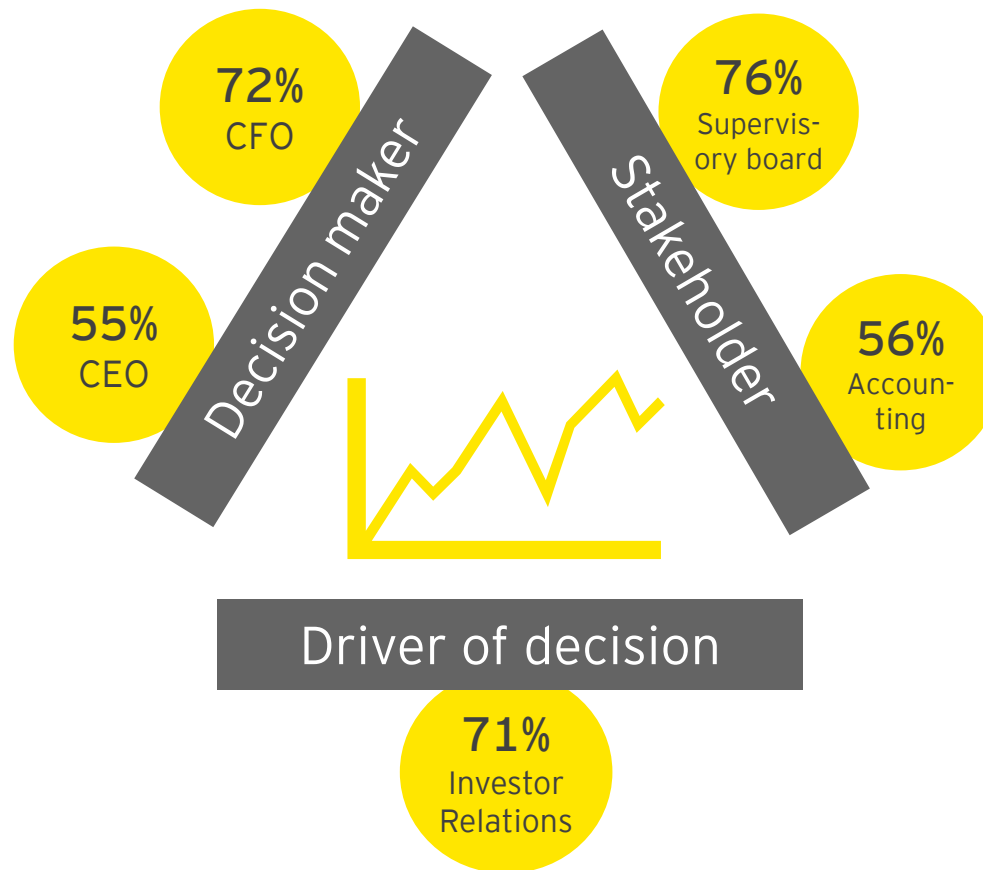 72%
CFO
55%
CEO
Decision maker
76%
Supervis-
ory board
56%
Accoun-
ting
Stakeholder
Driver of decision
71%
Investor
Relations